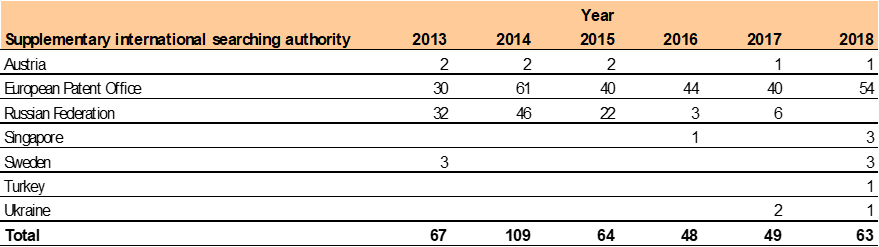 Year
Supplementary international searching authority 2013 2014 2015 2016 2017 2018
Austria 2 2 2 1 1
European Patent Office 30 61 40 44 40 54
Russian Federation 32 46 22 3 6
Singapore 1 3
Sweden 3 3
Turkey 1
Ukraine 2 1
Total 67 109 64 48 49 63